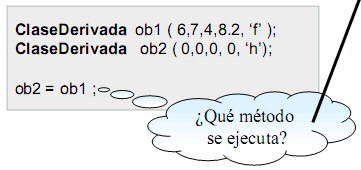 ClaseDerivada ob1 ( 6,7,4,8.2, ‘f’ );
ClaseDerivada ob2 ( 0,0,0, 0, ‘h’);
ob2 = ob1 ;
¿Qué método
se ejecuta?